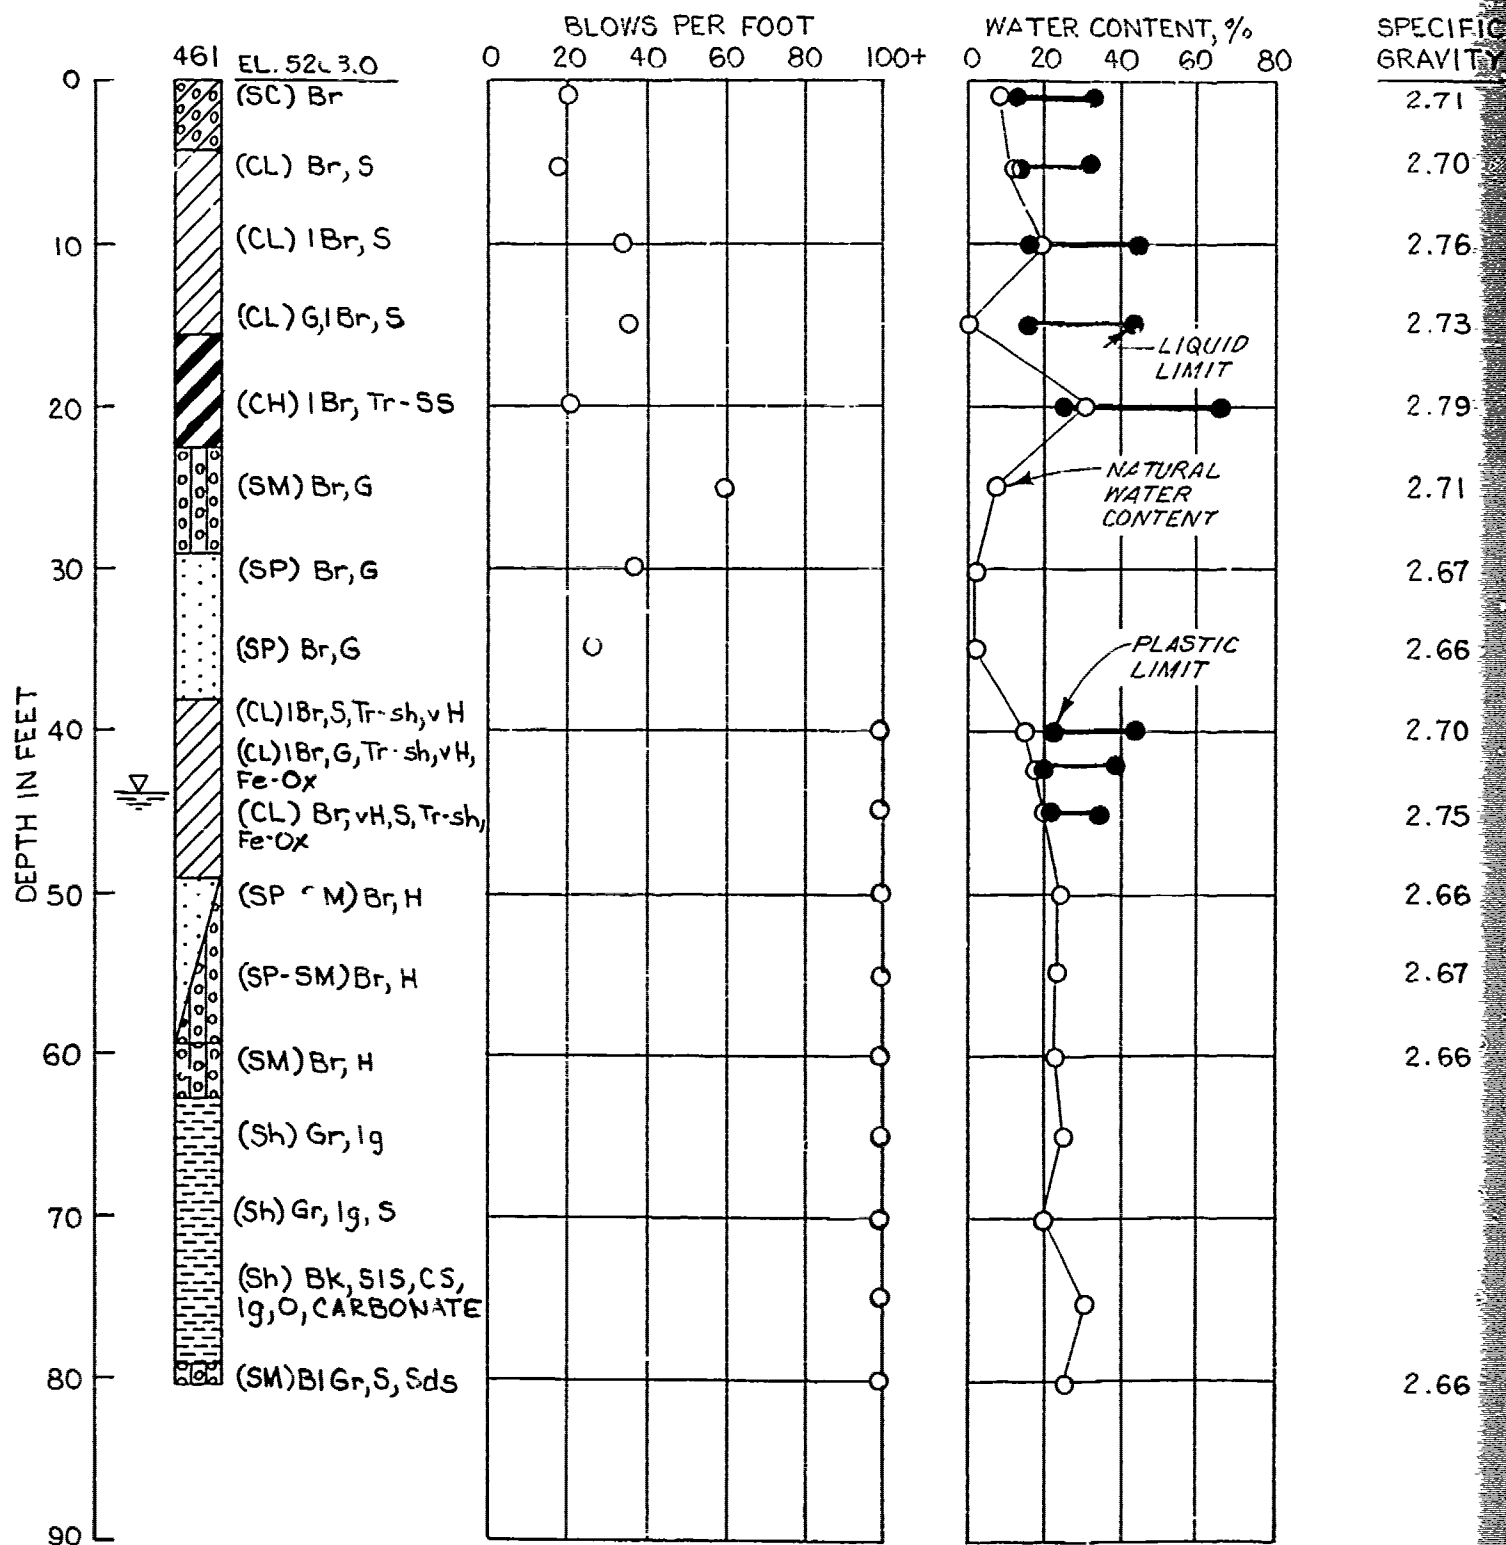 BLOWS PER FOOT
WATER CONTENT, %
SPECIFIC
GRAVITY
461
0 20 40 60 80 100+
0 20 40 60 80
0
(SC) Br
2.71
(CL) Br, S
2.70
10
(CL) lBr, S
2.76
(CL) G, lBr, S
2.73
LIQUID
LIMIT
20
(CH) lBr, Tr-SS
2.79
(SM) Br, G
NATURAL
WATER
CONTENT
2.71
30
(SP) Br, G
2.67
(SP) Br, G
PLASTIC
LIMIT
2.66
DEPTH IN FEET
(CL) lBr, S, Tr-sh, vH
40
2.70
(CL) lBr, G, Tr-sh, vH,
Fe-Ox
(CL) Br, vH, S, Tr-sh,
Fe-Ox
2.75
50
(SP M) Br, H
2.66
(SP-SM) Br, H
2.67
60
(SM) Br, H
2.66
(Sh) Gr, lg
70
(Sh) Gr, lg, S
(Sh) Bk, SlS, CS,
lg, O, CARBONATE
80
(SM) BlGr, S, Sds
2.66
90